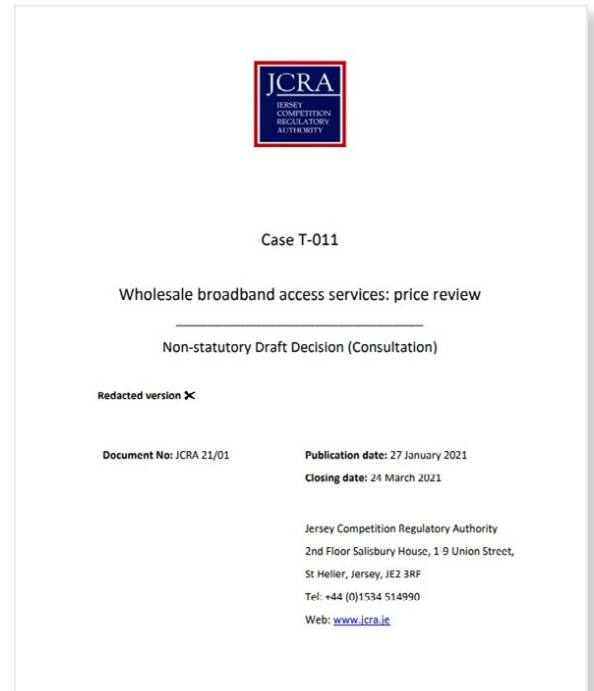 JCRA
JERSEY
COMPETITION
REGULATORY
AUTHORITY
Case T-011
Wholesale broadband access services: price review
Non-statutory Draft Decision (Consultation)
Redacted version ✂
Document No: JCRA 21/01
Publication date: 27 January 2021
Closing date: 24 March 2021
Jersey Competition Regulatory Authority
2nd Floor Salisbury House, 1-9 Union Street,
St Helier, Jersey, JE2 3RF
Tel: +44 (0)1534 514990
Web: www.jcra.je